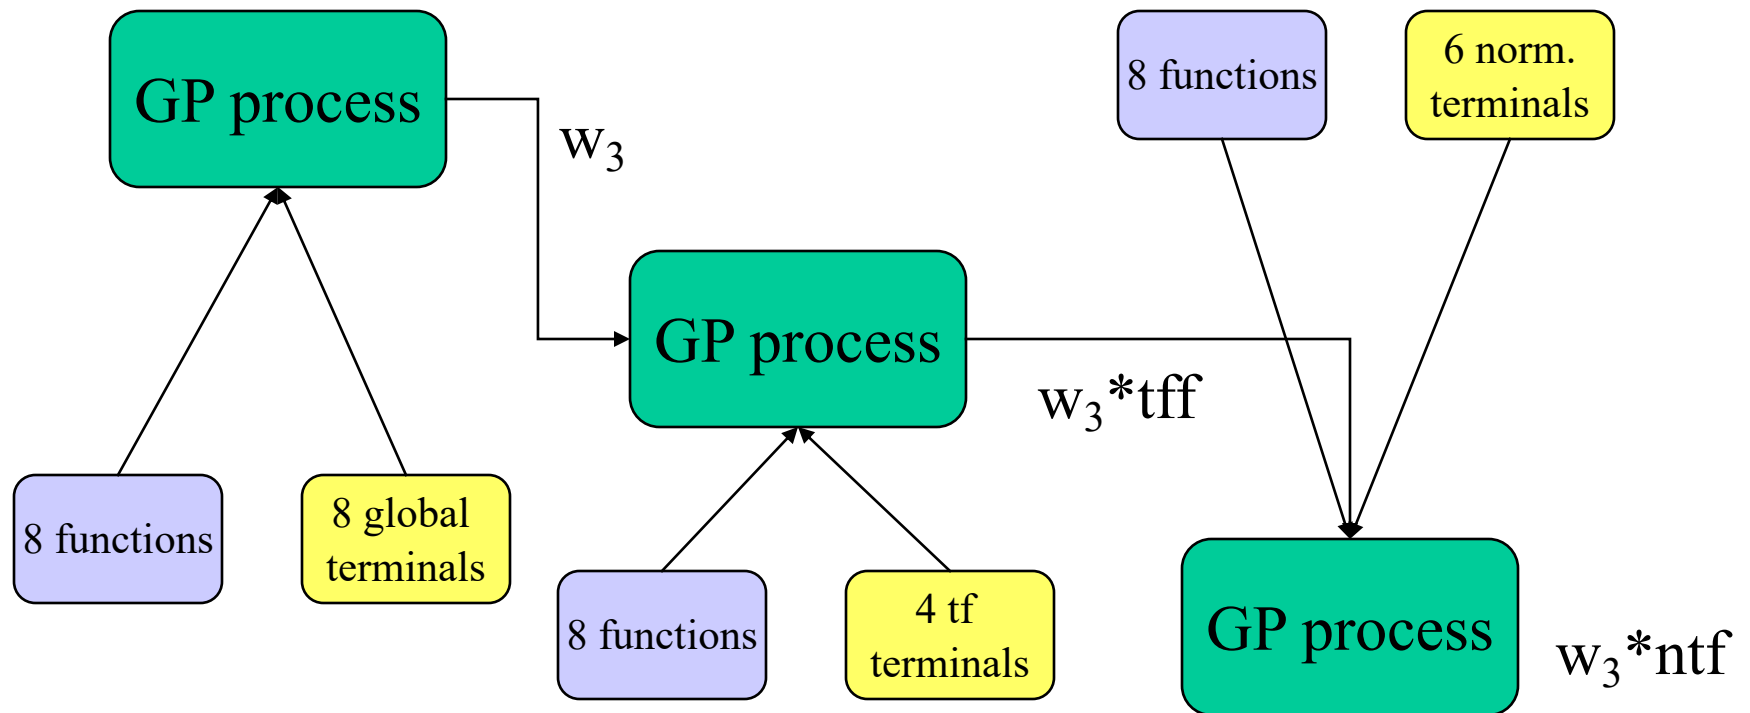 GP process
w₃
8 functions
8 global
terminals
GP process
w₃*tff
8 functions
4 tf
terminals
8 functions
6 norm.
terminals
GP process
w₃*ntf